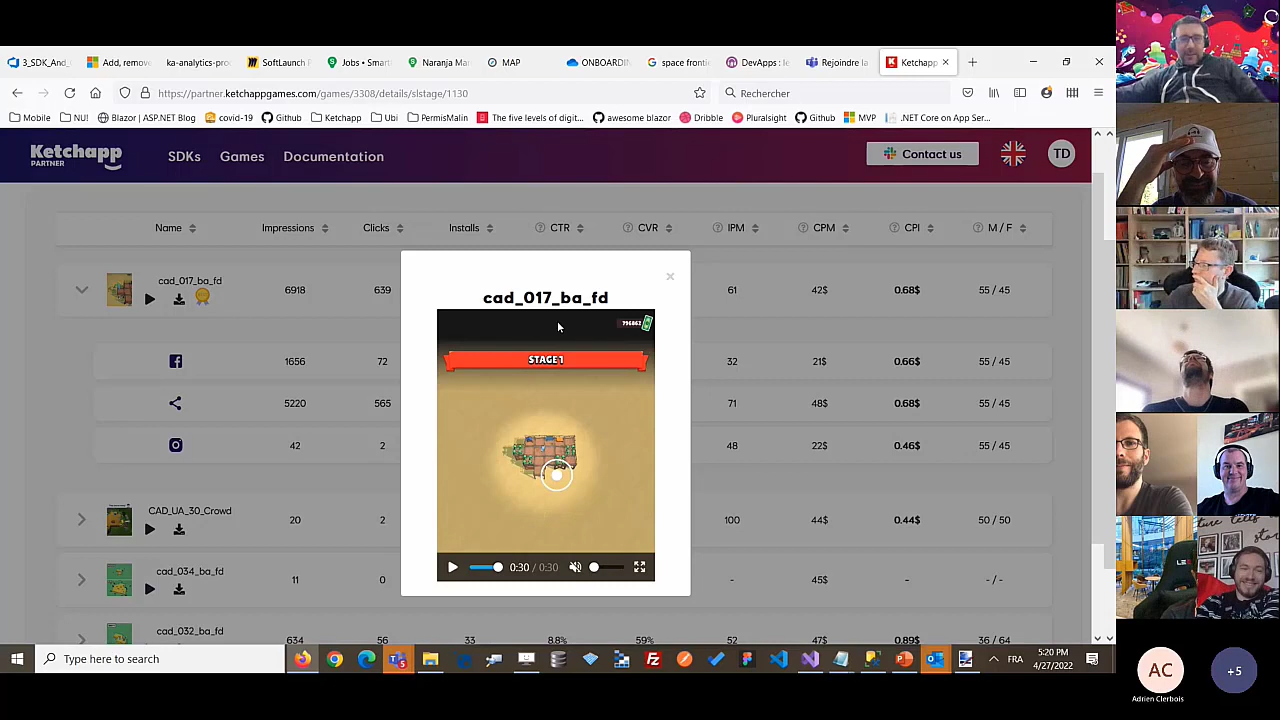 3_SDK_And_
Add, remov
ka-analytics-pro
SoftLaunch
Jobs • Smart
Naranja Mo
MAP
ONBOARDIN
space frontie
DevApps : le
Rejoindre la
Ketchapp
https://partner.ketchappgames.com/games/3308/details/sistage/1130
Rechercher
Mobile
NU!
Blazor | ASP.NET Blog
covid-19
Github
Ketchapp
Ubi
PermisMalin
The five levels of digit...
awesome blazor
Dribble
Pluralsight
Github
MVP
.NET Core on App Ser...
Ketchapp
PARTNER
SDKs
Games
Documentation
Contact us
TD
Name
Impressions
Clicks
Installs
CTR
CVR
IPM
CPM
CPI
M / F
cad_017_ba_fd
6918
639
61
42$
0.68$
55 / 45
1656
72
32
21$
0.66$
55 / 45
5220
565
71
48$
0.68$
55 / 45
42
2
48
22$
0.46$
55 / 45
CAD_UA_30_Crowd
20
2
100
44$
0.44$
50 / 50
cad_034_ba_fd
11
0
-
45$
-
- / -
cad_032_ba_fd
634
56
33
8.8%
59%
52
47$
0.89$
36 / 64
cad_017_ba_fd
796862
STAGE 1
0:30 / 0:30
Type here to search
FRA
5:20 PM
4/27/2022
AC
Adrien Clerbois
+5